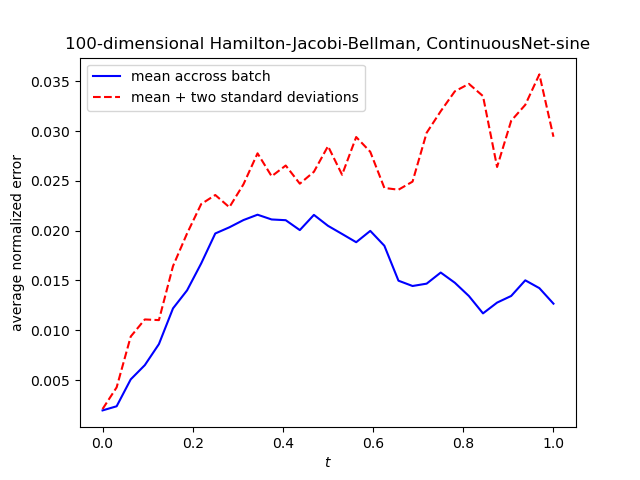 100-dimensional Hamilton-Jacobi-Bellman, ContinuousNet-sine
mean accross batch
mean + two standard deviations
0.035
0.030
0.025
0.020
0.015
0.010
0.005
average normalized error
0.0 0.2 0.4 0.6 0.8 1.0
t